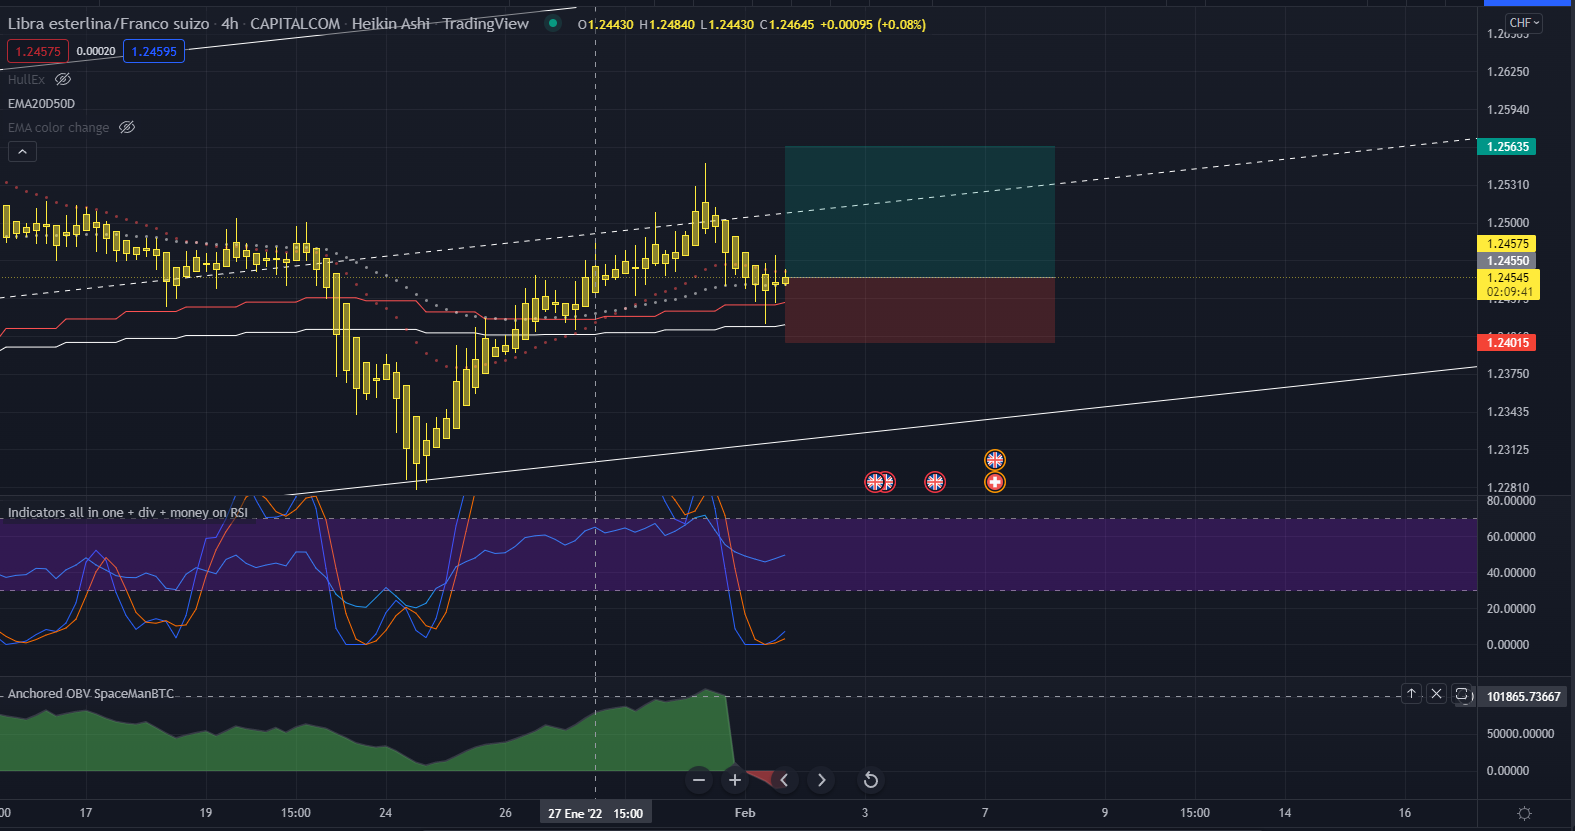 Libra esterlina/Franco suizo · 4h · CAPITALCOM · Heikin Ashi · TradingView O1.24430 H1.24840 L1.24430 C1.24645 +0.00095 (+0.08%)
CHF
1.24575 0.00020 1.24595
HullEx
EMA20D50D
EMA color change
1.26250
1.25940
1.25635
1.25310
1.25000
1.24575
1.24550
1.24545
02:09:41
1.24015
1.23750
1.23435
1.23125
1.22810
Indicators all in one + div + money on RSI
80.00000
60.00000
40.00000
20.00000
0.00000
Anchored OBV SpaceManBTC
101865.73667
50000.00000
0.00000
17 19 15:00 24 26 27 Ene '22 15:00 Feb 3 7 9 15:00 14 16